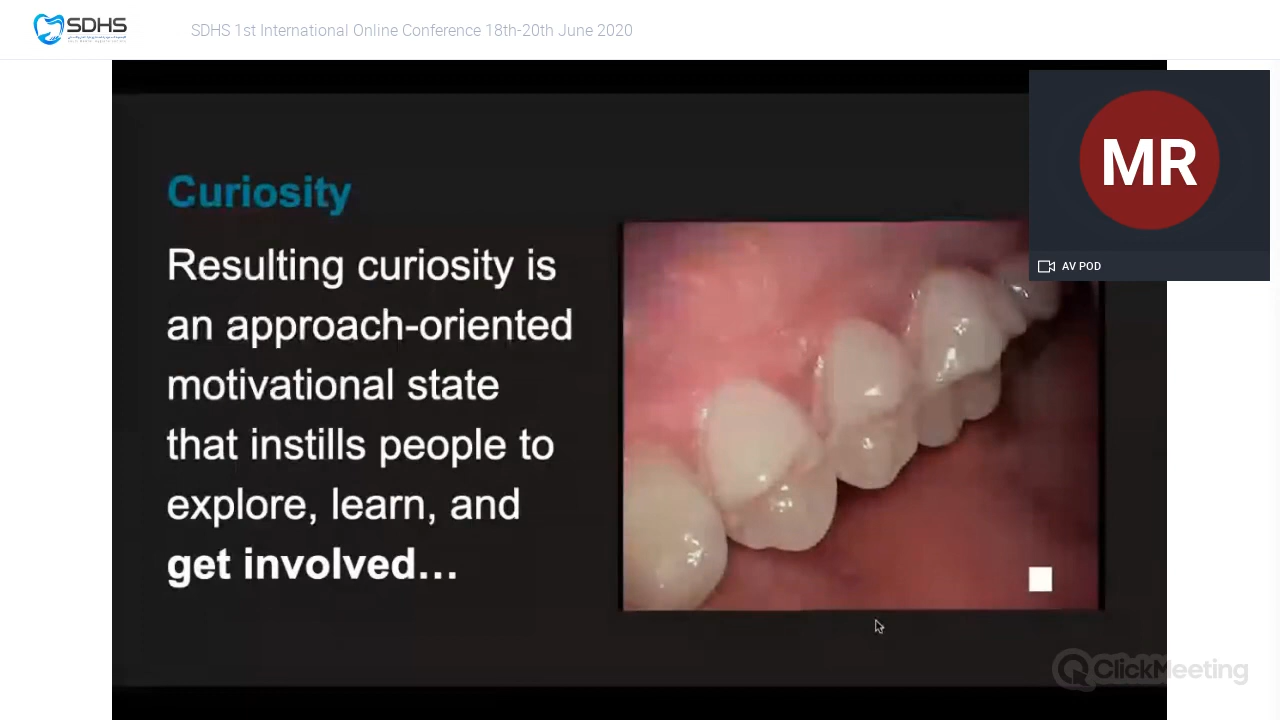 SDHS
SDHS 1st International Online Conference 18th-20th June 2020
MR
AV POD
Curiosity
Resulting curiosity is
an approach-oriented
motivational state
that instills people to
explore, learn, and
get involved…
ClickMeeting